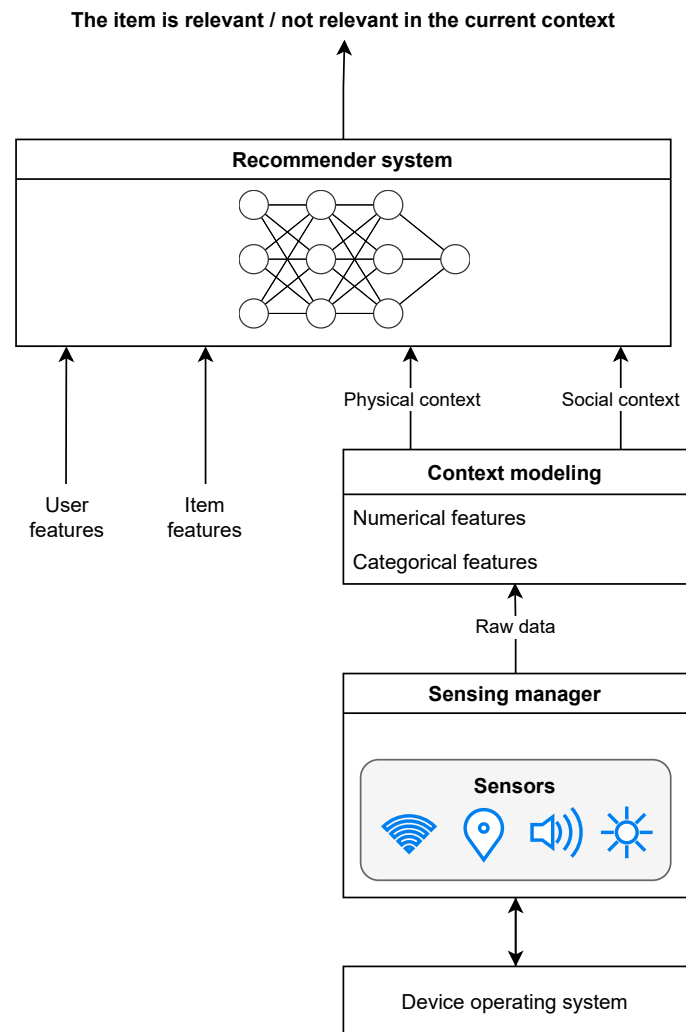 The item is relevant / not relevant in the current context
Recommender system
Physical context
Social context
User
features
Item
features
Context modeling
Numerical features
Categorical features
Raw data
Sensing manager
Sensors
Device operating system